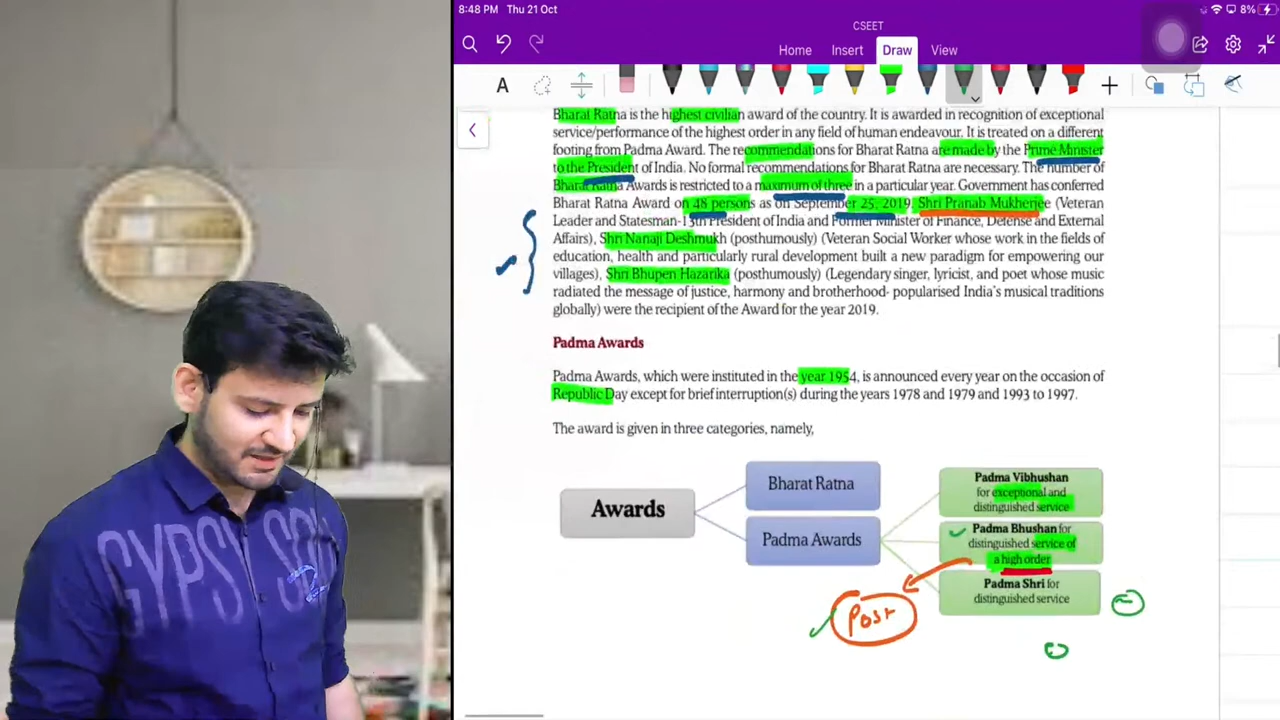 8:48 PM Thu 21 Oct
8%
CSEET
Home Insert Draw View
A
Bharat Ratna is the highest civilian award of the country. It is awarded in recognition of exceptional
service/performance of the highest order in any field of human endeavour. It is treated on a different
footing from Padma Award. The recommendations for Bharat Ratna are made by the Prime Minister
to the President of India. No formal recommendations for Bharat Ratna are necessary. The number of
Bharat Ratna Awards is restricted to a maximum of three in a particular year. Government has conferred
Bharat Ratna Award on 48 persons as on September 25, 2019. Shri Pranab Mukherjee (Veteran
Leader and Statesman-13th President of India and Former Minister of Finance, Defense and External
Affairs), Shri Nanaji Deshmukh (posthumously) (Veteran Social Worker whose work in the fields of
education, health and particularly rural development built a new paradigm for empowering our
villages), Shri Bhupen Hazarika (posthumously) (Legendary singer, lyricist, and poet whose music
radiated the message of justice, harmony and brotherhood- popularised India's musical traditions
globally) were the recipient of the Award for the year 2019.
Padma Awards
Padma Awards, which were instituted in the year 1954, is announced every year on the occasion of
Republic Day except for brief interruption(s) during the years 1978 and 1979 and 1993 to 1997.
The award is given in three categories, namely,
Awards
Bharat Ratna
Padma Awards
Padma Vibhushan
for exceptional and
distinguished service
Padma Bhushan for
distinguished service of
a high order
Padma Shri for
distinguished service
Post
GYPSY